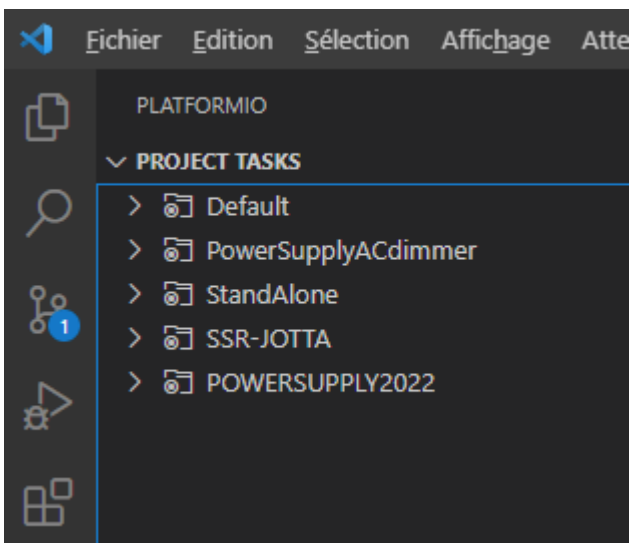 Fichier Edition Sélection Affichage Atte
PLATFORMIO
PROJECT TASKS
Default
PowerSupplyACdimmer
StandAlone
SSR-JOTTA
1
POWERSUPPLY2022